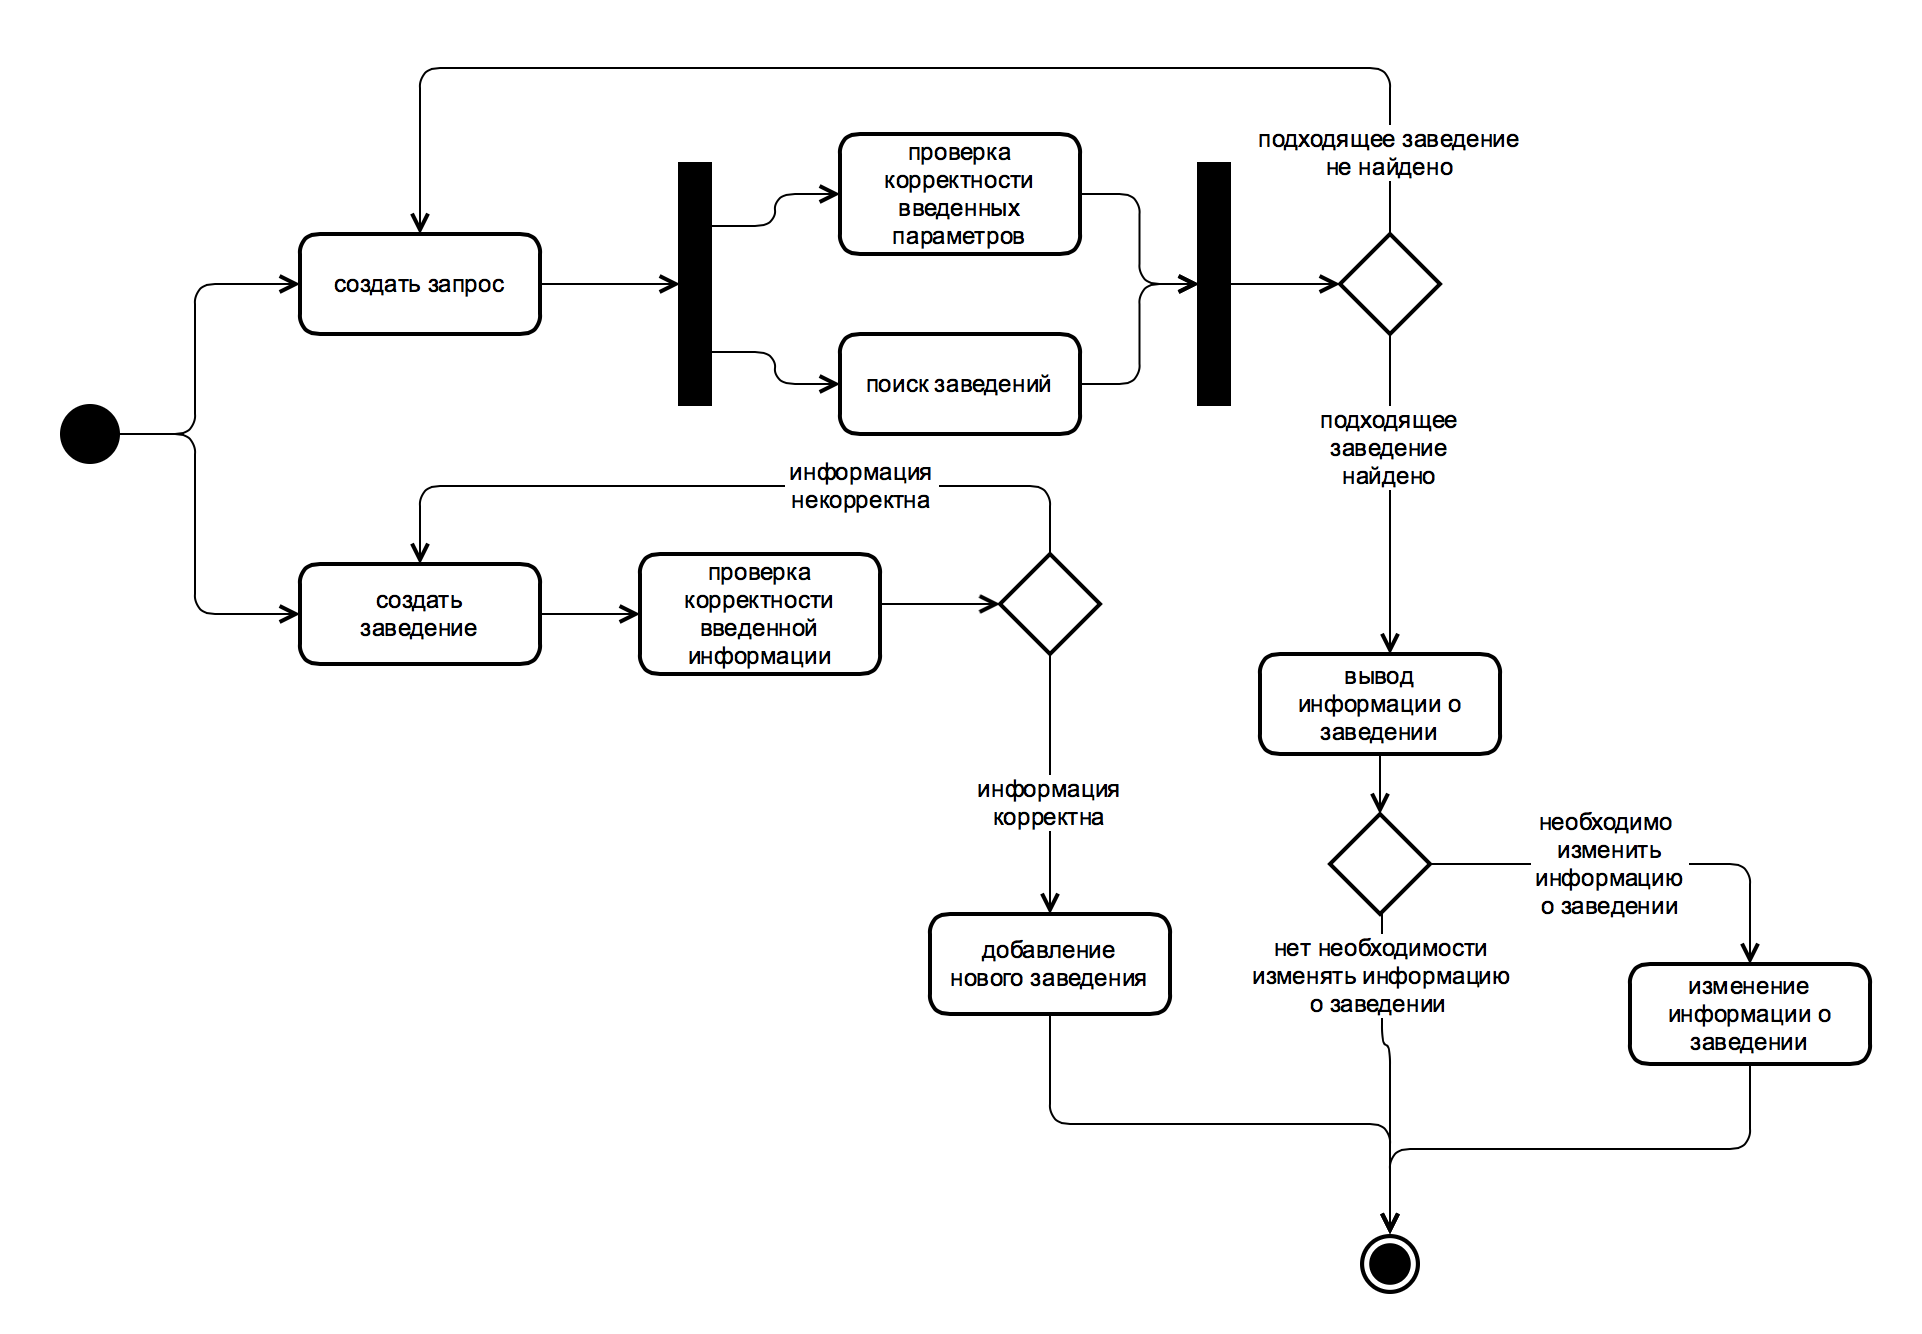 подходящее заведение
не найдено
проверка
корректности
введенных
параметров
создать запрос
поиск заведений
подходящее
заведение
найдено
информация
некорректна
создать
заведение
проверка
корректности
введенной
информации
вывод
информации о
заведении
информация
корректна
необходимо
изменить
информацию
о заведении
добавление
нового заведения
нет необходимости
изменять информацию
о заведении
изменение
информации о
заведении